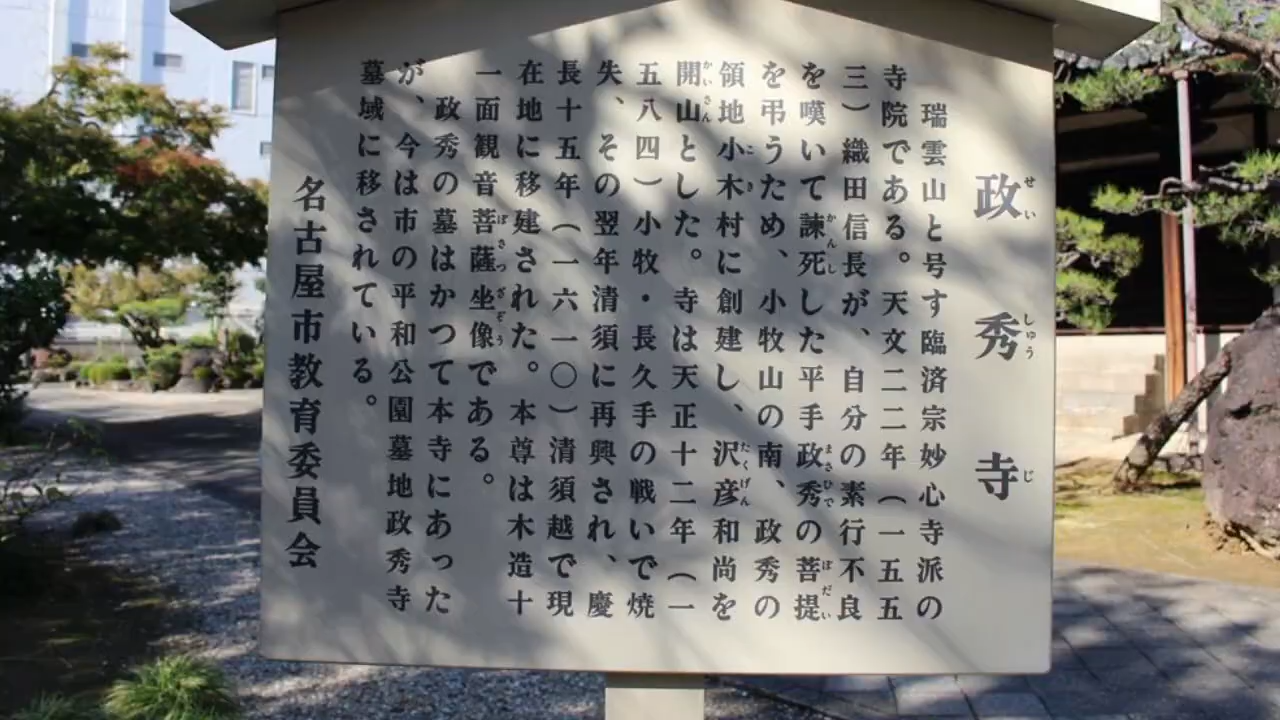 政秀寺
瑞雲山と号す臨済宗妙心寺派の
寺院である。天文二二年（一五五
三）織田信長が、自分の素行不良
を嘆いて諫死した平手政秀の菩提
を弔うため、小牧山の南、政秀の
領地小木村に創建し、沢彦和尚を
開山とした。寺は天正十二年（一
五八四）小牧・長久手の戦いで焼
失、その翌年清須に再興され、慶
長十五年（一六一〇）清須越で現
在地に移建された。本尊は木造十
一面観音菩薩坐像である。
政秀の墓はかつて本寺にあった
が、今は市の平和公園墓地政秀寺
墓域に移されている。
名古屋市教育委員会